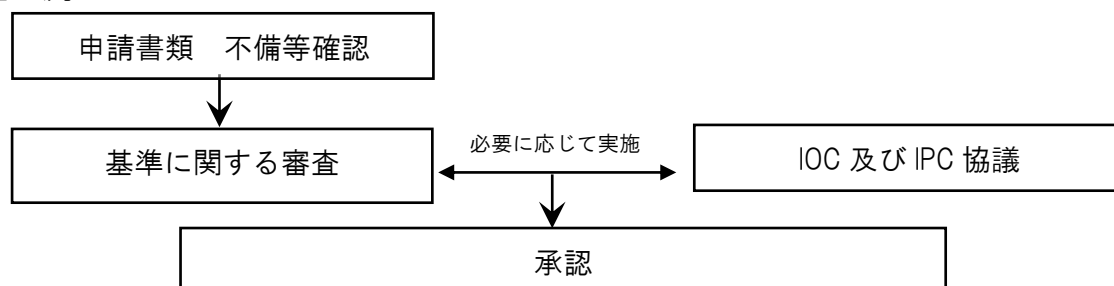 申請書類　不備等確認
必要に応じて実施
基準に関する審査
IOC 及び IPC 協議
承認